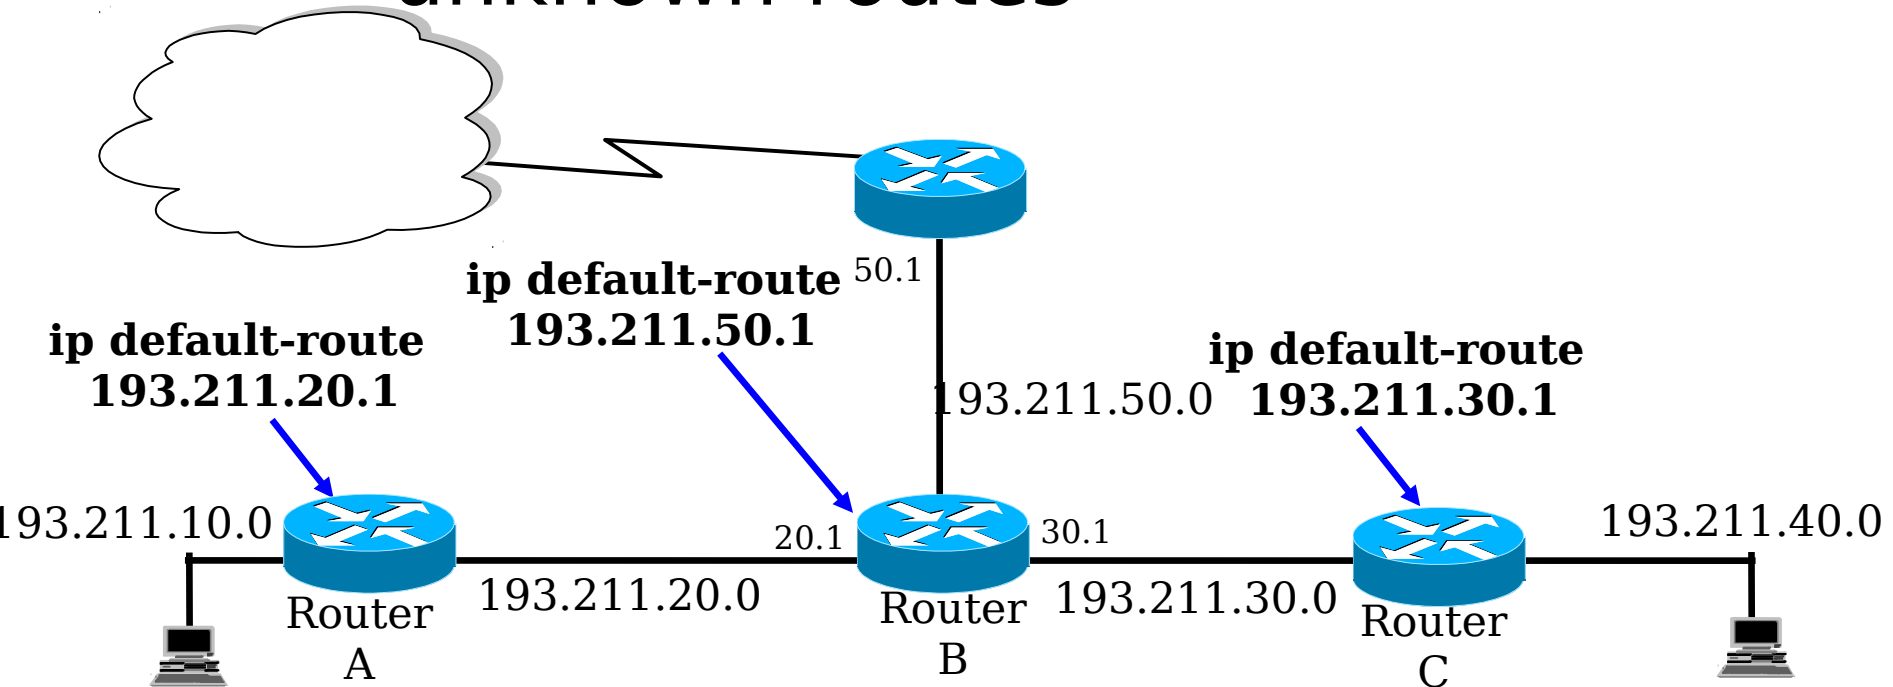 unknown routes
ip default-route
193.211.50.1
50.1
ip default-route
193.211.20.1
ip default-route
193.211.30.1
193.211.50.0
193.211.10.0
20.1
30.1
193.211.40.0
193.211.20.0
193.211.30.0
Router
A
Router
B
Router
C